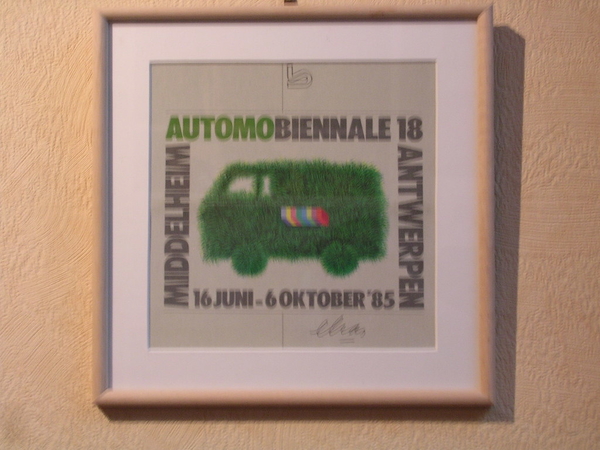 AUTOMOBIENNALE 18
MIDDELHEIM
ANTWERPEN
16 JUNI - 6 OKTOBER '85